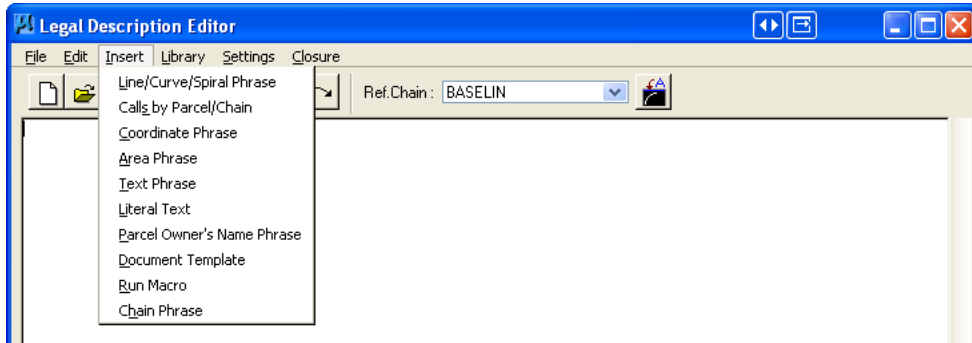 Legal Description Editor
File Edit Insert Library Settings Closure
Ref.Chain : BASELIN
Line/Curve/Spiral Phrase
Calls by Parcel/Chain
Coordinate Phrase
Area Phrase
Text Phrase
Literal Text
Parcel Owner's Name Phrase
Document Template
Run Macro
Chain Phrase